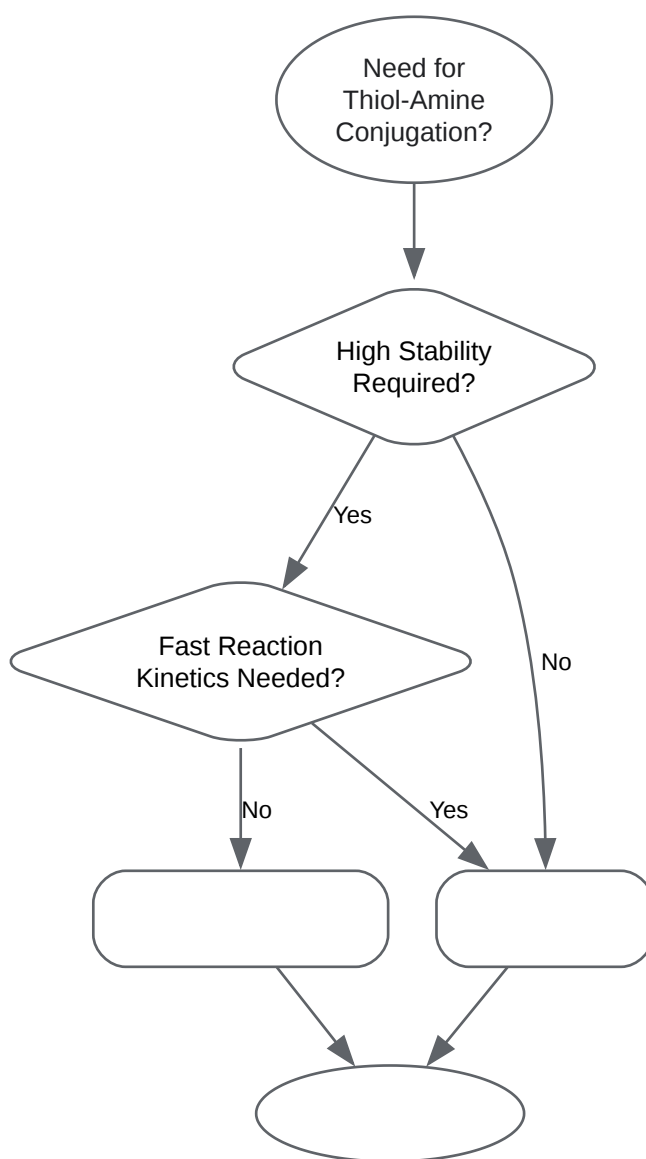 Need for
Thiol-Amine
Conjugation?
High Stability
Required?
Yes
Fast Reaction
Kinetics Needed?
No
No
Yes